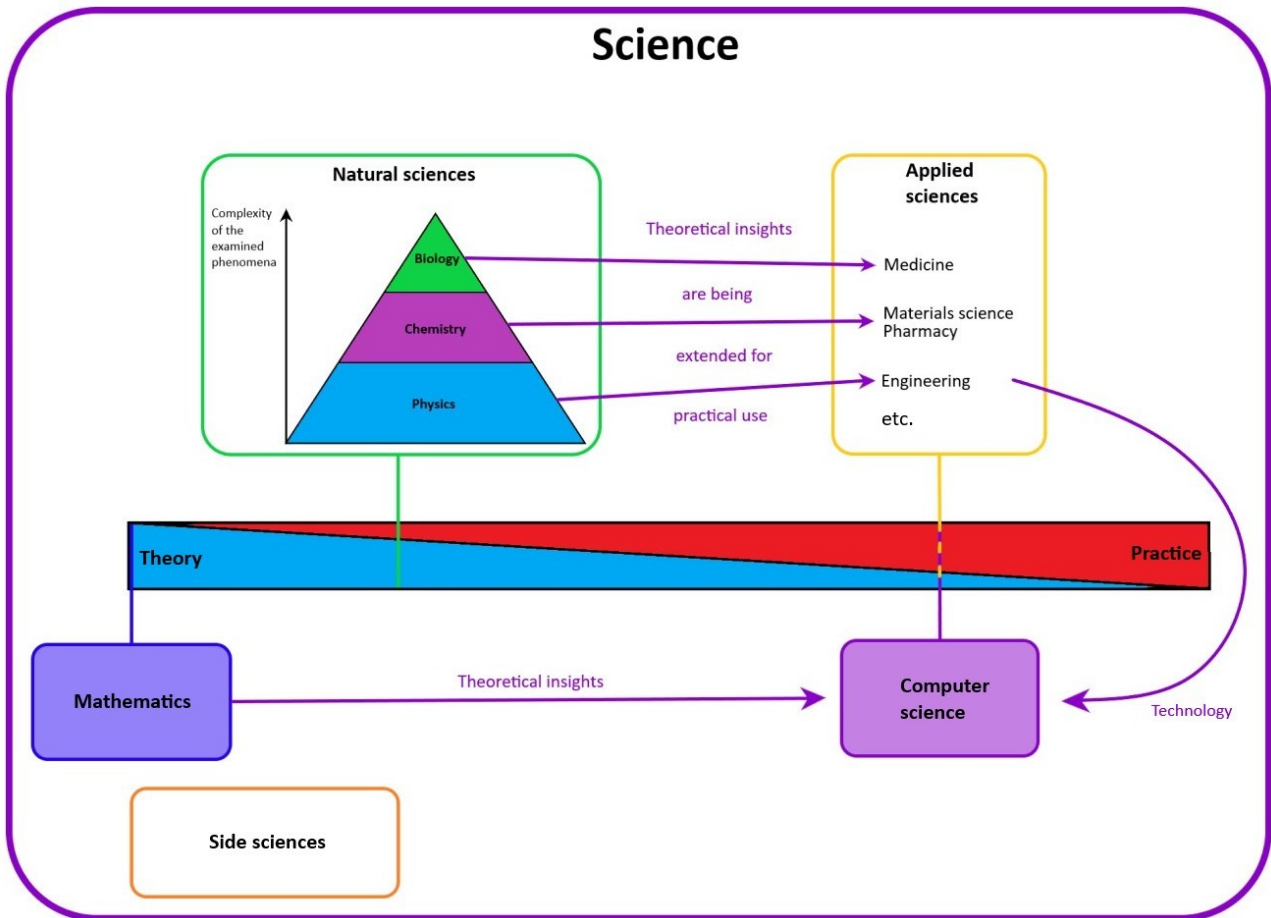 Science
Natural sciences
Complexity
of the
examined
phenomena
Biology
Chemistry
Physics
Theoretical insights
are being
extended for
practical use
Applied
sciences
Medicine
Materials science
Pharmacy
Engineering
etc.
Theory
Practice
Mathematics
Theoretical insights
Computer
science
Technology
Side sciences